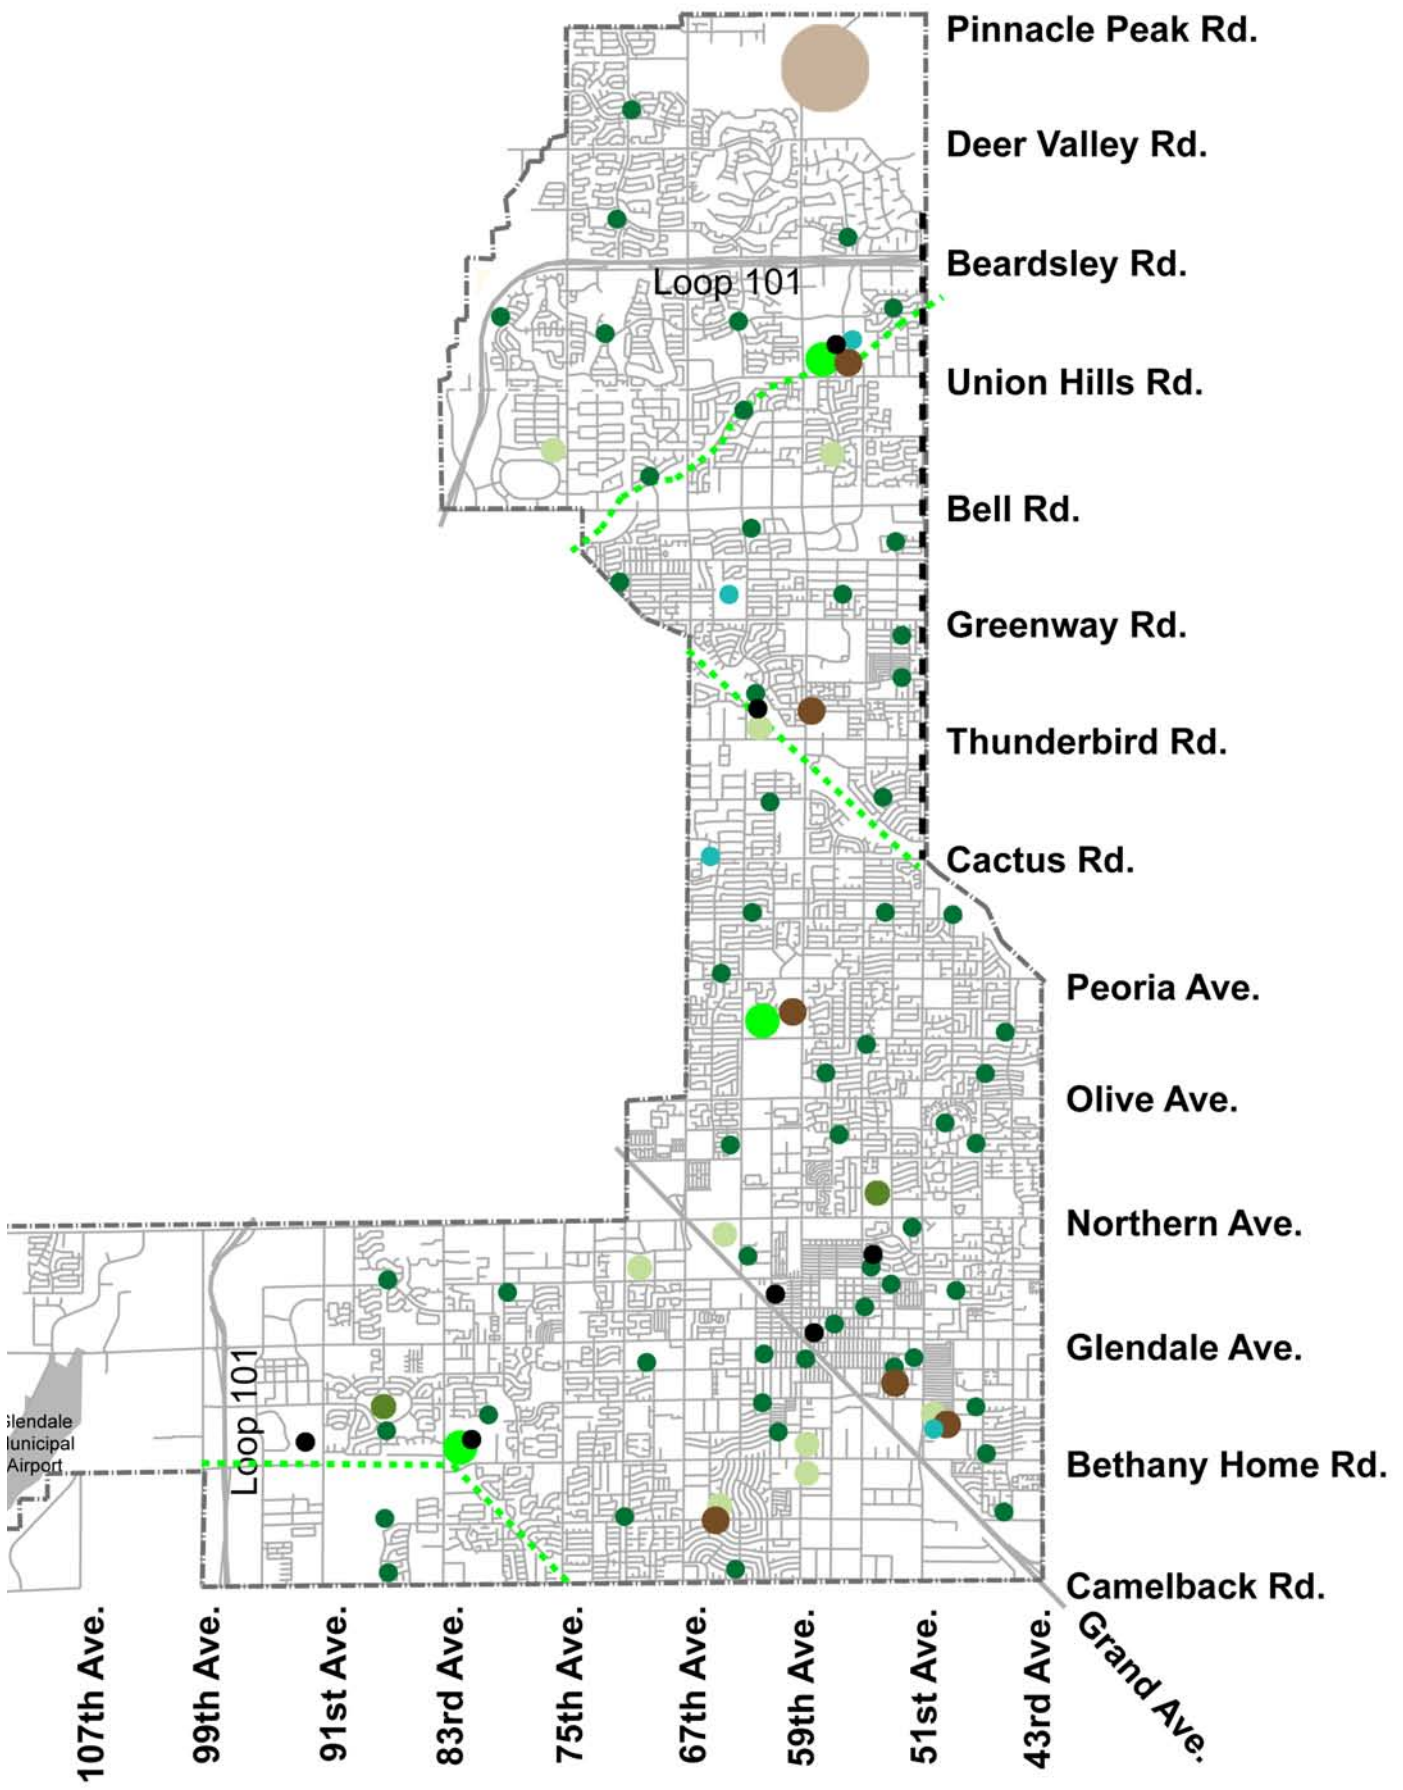 Pinnacle Peak Rd.
Deer Valley Rd.
Beardsley Rd.
Loop 101
Union Hills Rd.
Bell Rd.
Greenway Rd.
Thunderbird Rd.
Cactus Rd.
Peoria Ave.
Olive Ave.
Northern Ave.
Glendale Ave.
Loop 101
Glendale
Municipal
Airport
Bethany Home Rd.
Camelback Rd.
107th Ave.
99th Ave.
91st Ave.
83rd Ave.
75th Ave.
67th Ave.
59th Ave.
51st Ave.
43rd Ave.
Grand Ave.